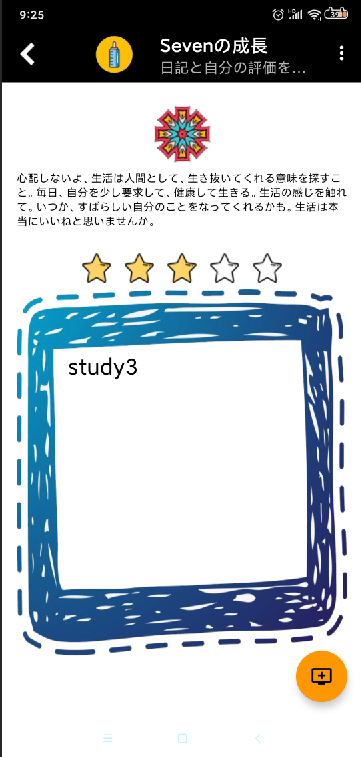 9:25
39
Sevenの成長
日記と自分の評価を...
心配しないよ、生活は人間として、生き抜いてくれる意味を探すこ
と。毎日、自分を少し要求して、健康して生きる。生活の感じを触れ
て。いつか、すばらしい自分のことをなってくれるかも。生活は本
当にいいねと思いませんか。
study3